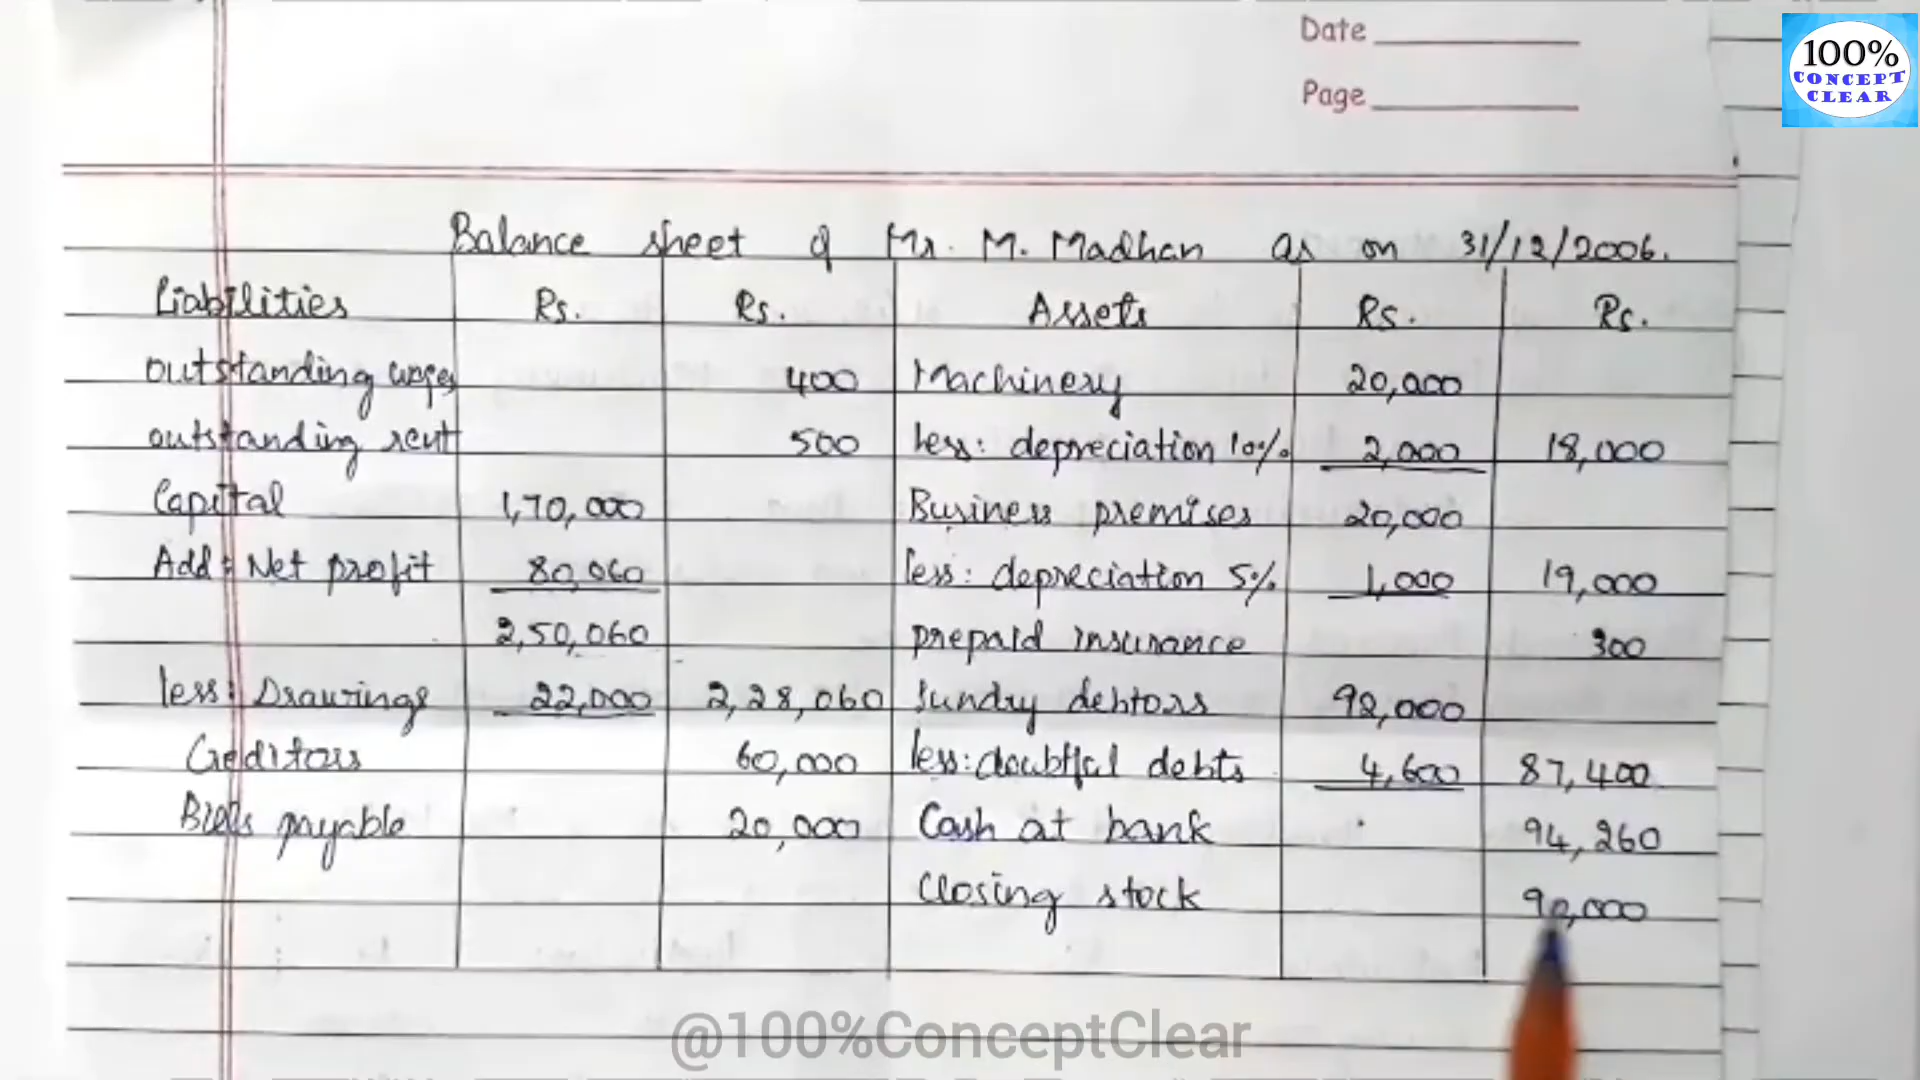 Date
Page
100%
CONCEPT
CLEAR
Balance sheet of Mr. M. Madhan as on 31/12/2006.
Liabilities Rs. Rs. Assets Rs. Rs.
outstanding wages 400 Machinery 20,000
outstanding rent 500 less: depreciation 10% 2,000 18,000
Capital 1,70,000 Business premises 20,000
Add: Net profit 80,060 less: depreciation 5% 1,000 19,000
2,50,060 prepaid insurance 300
less: Drawings 22,000 2,28,060 Sundry debtors 92,000
Creditors 60,000 less: doubtful debts 4,600 87,400
Bills payable 20,000 Cash at bank 94,260
Closing stock 90,000
@100%ConceptClear